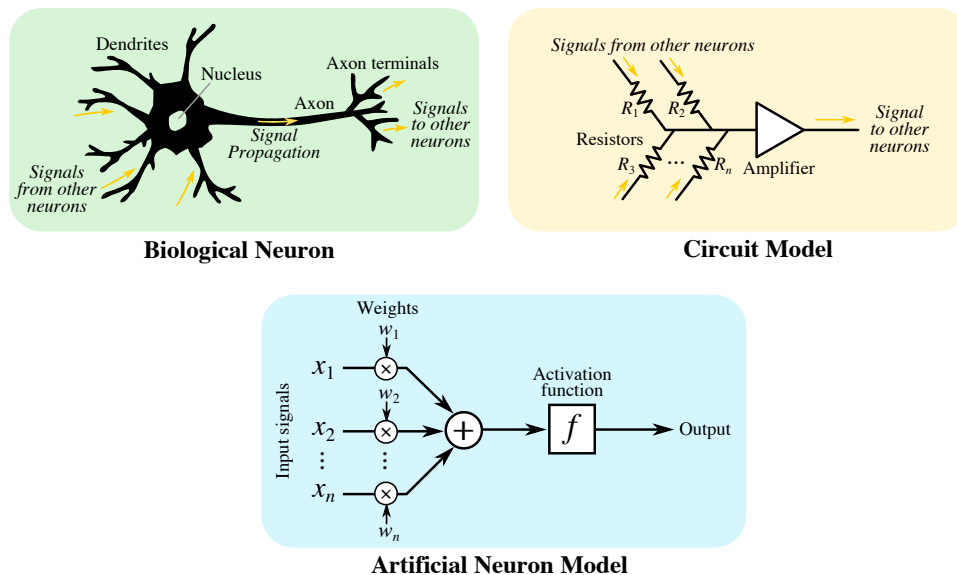 Dendrites
Nucleus
Axon terminals
Axon
Signal
Propagation
Signals
to other
neurons
Signals
from other
neurons
Biological Neuron
Signals from other neurons
R1
R2
Resistors
R3
...
Rn
Amplifier
Signal
to other
neurons
Circuit Model
Weights
w1
x1
×
w2
x2
×
⋮
⋮
xn
×
wn
Input signals
+
Activation
function
f
Output
Artificial Neuron Model